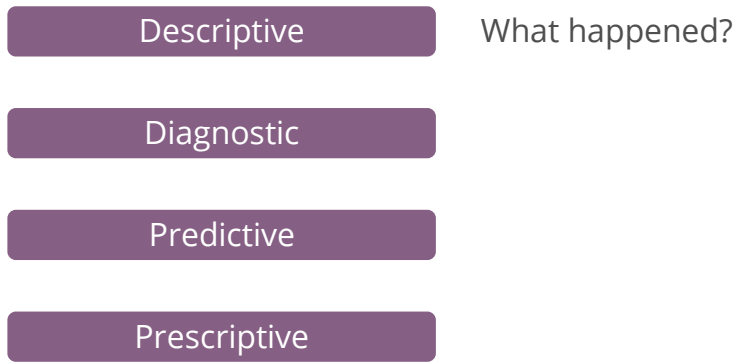 Descriptive
What happened?
Diagnostic
Predictive
Prescriptive